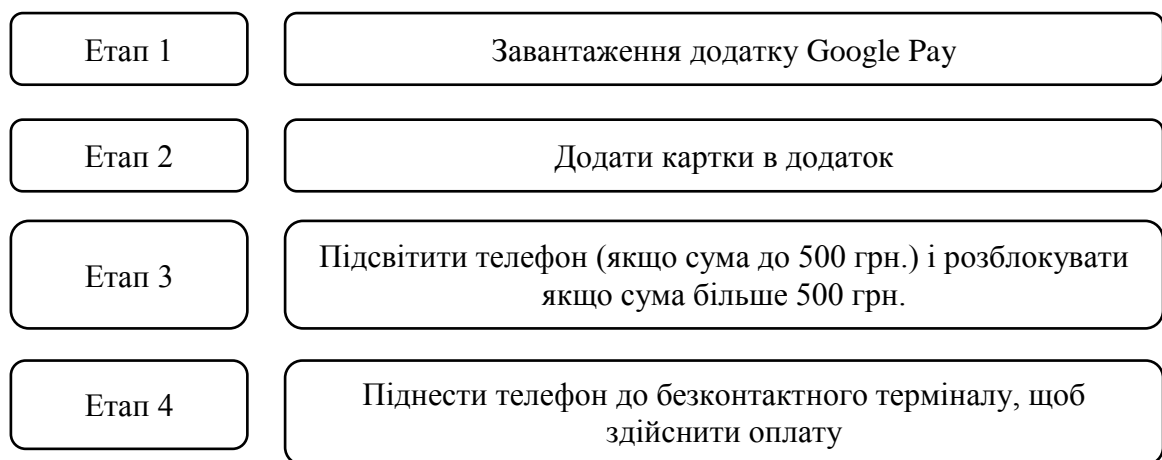 Етап 1
Завантаження додатку Google Pay
Етап 2
Додати картки в додаток
Етап 3
Підсвітити телефон (якщо сума до 500 грн.) і розблокувати
якщо сума більше 500 грн.
Етап 4
Піднести телефон до безконтактного терміналу, щоб
здійснити оплату